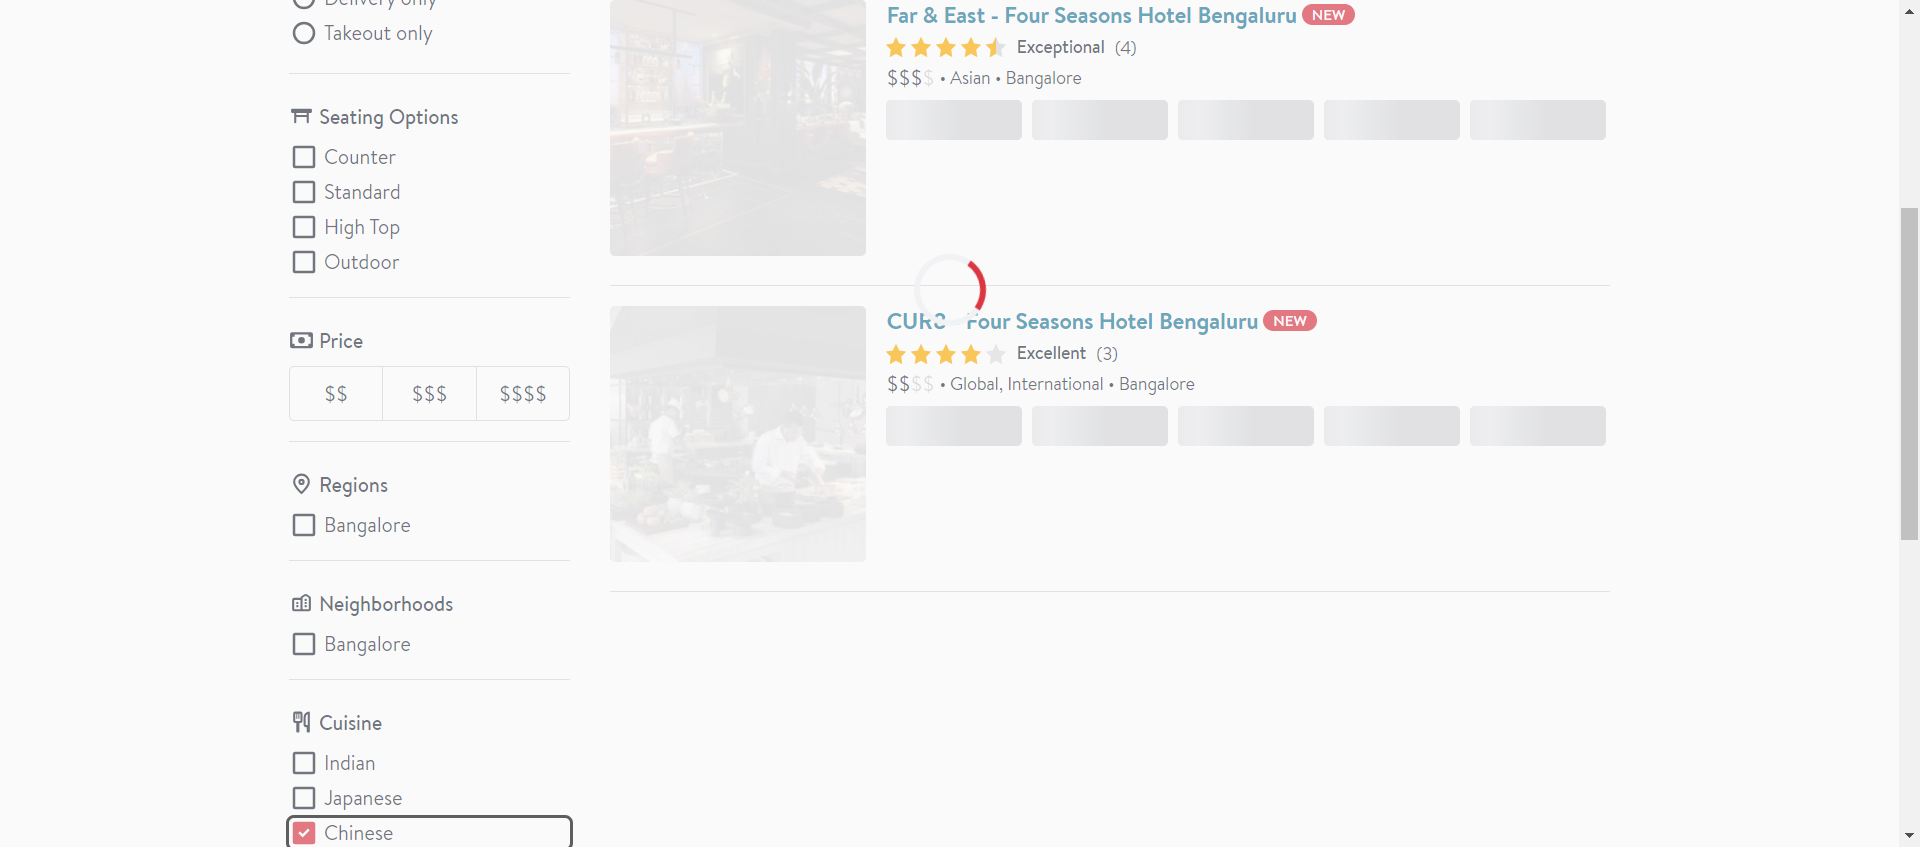 Delivery only
Takeout only
Seating Options
Counter
Standard
High Top
Outdoor
Price
$$
$$$
$$$$
Regions
Bangalore
Neighborhoods
Bangalore
Cuisine
Indian
Japanese
Chinese
Far & East - Four Seasons Hotel Bengaluru NEW
Exceptional (4)
$$$$ • Asian • Bangalore
Four Seasons Hotel Bengaluru NEW
Excellent (3)
$$$$ • Global, International • Bangalore